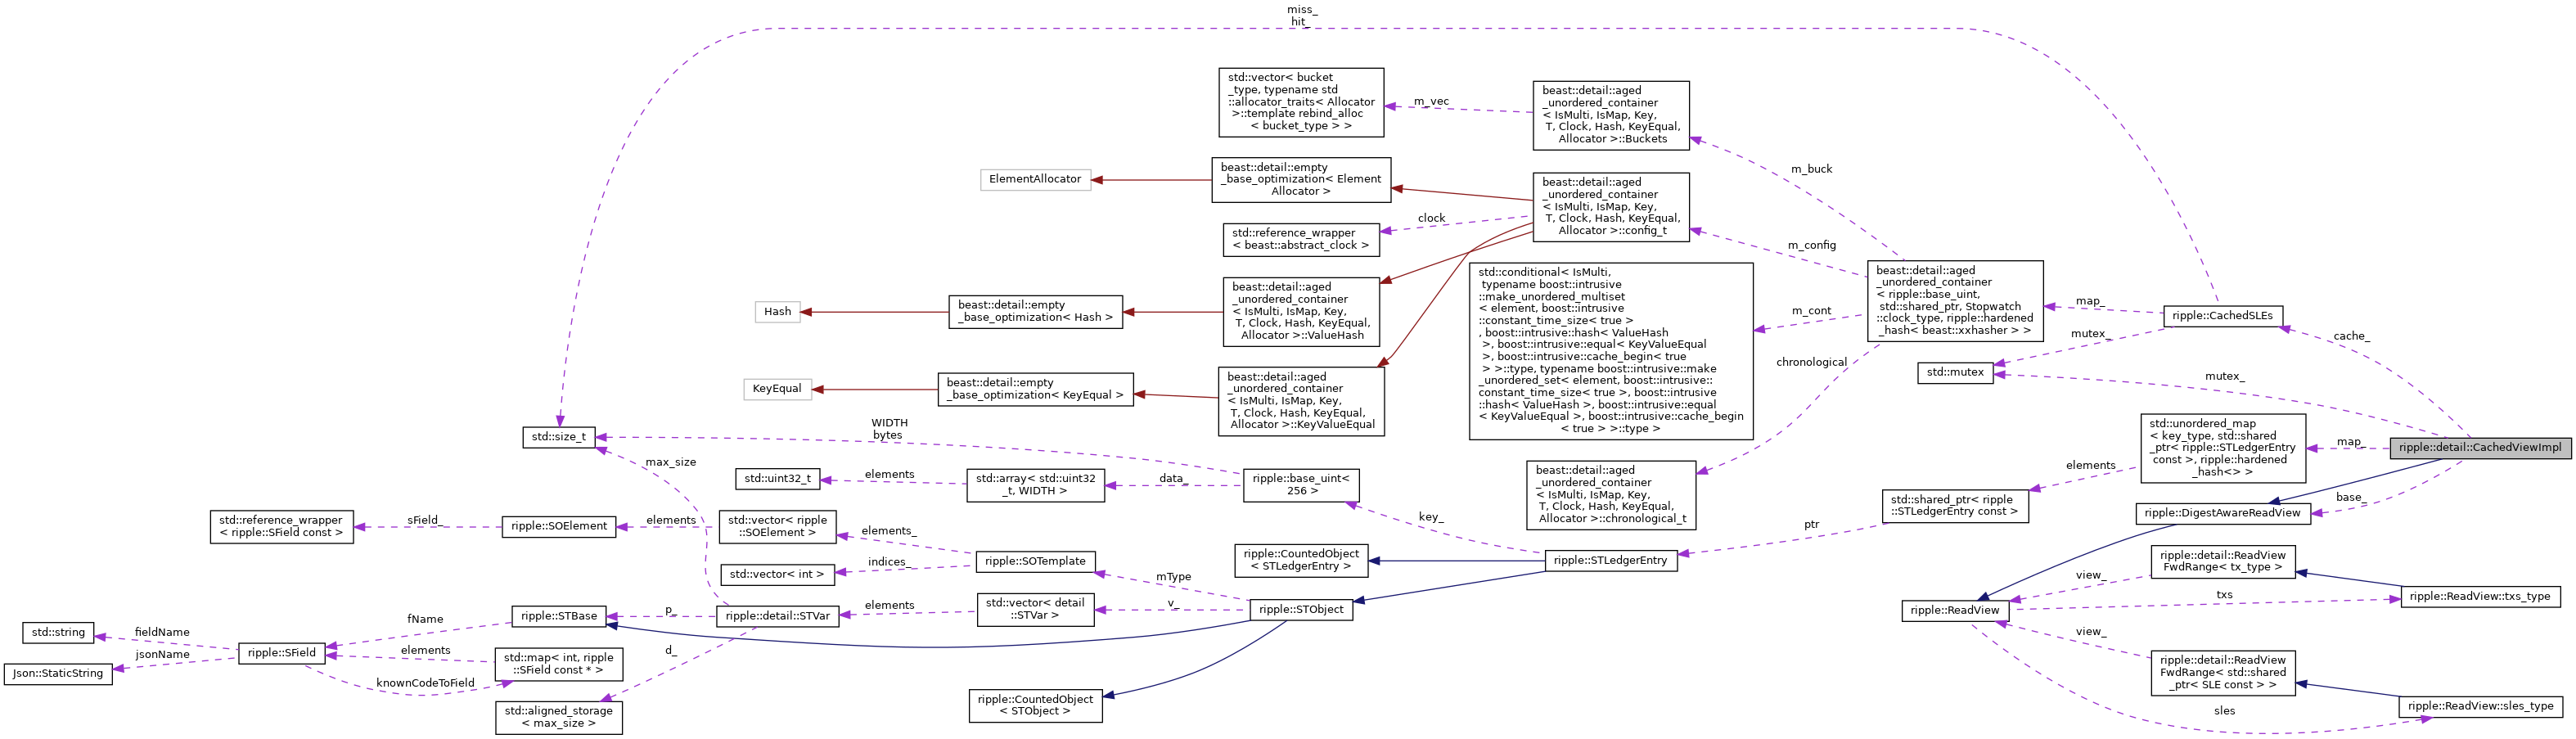 miss_
hit_
std::vector< bucket
_type, typename std
::allocator_traits< Allocator
>::template rebind_alloc
< bucket_type > >
m_vec
beast::detail::aged
_unordered_container
< IsMulti, IsMap, Key,
T, Clock, Hash, KeyEqual,
Allocator >::Buckets
m_buck
ElementAllocator
beast::detail::empty
_base_optimization< Element
Allocator >
beast::detail::aged
_unordered_container
< IsMulti, IsMap, Key,
T, Clock, Hash, KeyEqual,
Allocator >::config_t
clock
std::reference_wrapper
< beast::abstract_clock >
m_config
Hash
beast::detail::empty
_base_optimization< Hash >
beast::detail::aged
_unordered_container
< IsMulti, IsMap, Key,
T, Clock, Hash, KeyEqual,
Allocator >::ValueHash
std::conditional< IsMulti,
typename boost::intrusive
::make_unordered_multiset
< element, boost::intrusive
::constant_time_size< true >
, boost::intrusive::hash< ValueHash
>, boost::intrusive::equal< KeyValueEqual
>, boost::intrusive::cache_begin< true
> >::type, typename boost::intrusive::make
_unordered_set< element, boost::intrusive::
constant_time_size< true >, boost::intrusive
::hash< ValueHash >, boost::intrusive::equal
< KeyValueEqual >, boost::intrusive::cache_begin
< true > >::type >
m_cont
beast::detail::aged
_unordered_container
< ripple::base_uint,
std::shared_ptr, Stopwatch
::clock_type, ripple::hardened
_hash< beast::xxhasher > >
map_
ripple::CachedSLEs
mutex_
cache_
chronological
std::mutex
mutex_
KeyEqual
beast::detail::empty
_base_optimization< KeyEqual >
beast::detail::aged
_unordered_container
< IsMulti, IsMap, Key,
T, Clock, Hash, KeyEqual,
Allocator >::KeyValueEqual
std::size_t
WIDTH
bytes
max_size
std::unordered_map
< key_type, std::shared
_ptr< ripple::STLedgerEntry
const >, ripple::hardened
_hash<> >
map_
ripple::detail::CachedViewImpl
elements
base_
std::uint32_t
elements
std::array< std::uint32
_t, WIDTH >
data_
ripple::base_uint<
256 >
beast::detail::aged
_unordered_container
< IsMulti, IsMap, Key,
T, Clock, Hash, KeyEqual,
Allocator >::chronological_t
std::shared_ptr< ripple
::STLedgerEntry const >
ripple::DigestAwareReadView
key_
ptr
std::reference_wrapper
< ripple::SField const >
sField_
ripple::SOElement
elements
std::vector< ripple
::SOElement >
elements_
std::vector< int >
indices_
ripple::SOTemplate
mType
ripple::CountedObject
< STLedgerEntry >
ripple::STLedgerEntry
ripple::detail::ReadView
FwdRange< tx_type >
view_
ripple::ReadView::txs_type
txs
ripple::ReadView
view_
std::string
fieldName
jsonName
Json::StaticString
ripple::SField
fName
elements
knownCodeToField
ripple::STBase
p_
ripple::detail::STVar
elements
std::vector< detail
::STVar >
v_
ripple::STObject
d_
std::map< int, ripple
::SField const * >
std::aligned_storage
< max_size >
ripple::CountedObject
< STObject >
ripple::detail::ReadView
FwdRange< std::shared
_ptr< SLE const > >
ripple::ReadView::sles_type
sles